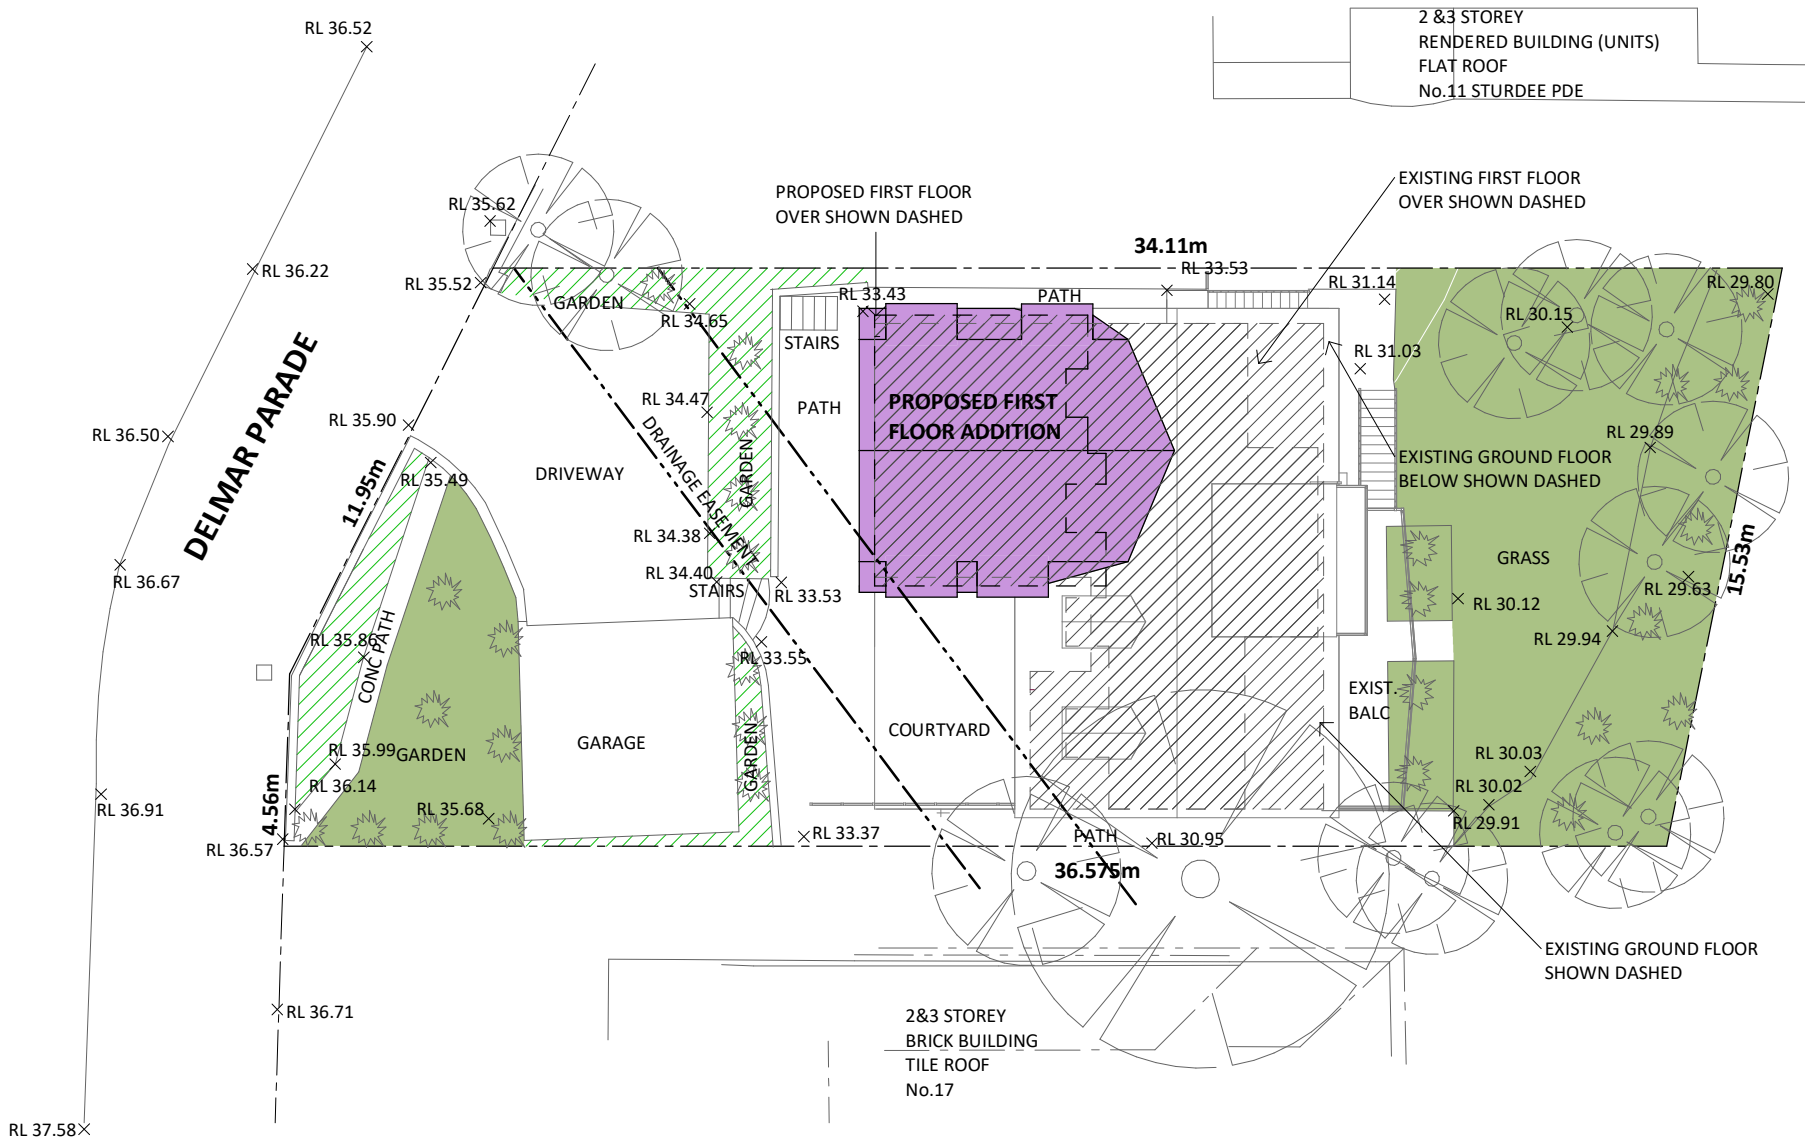 RL 36.52
2 &3 STOREY
RENDERED BUILDING (UNITS)
FLAT ROOF
No.11 STURDEE PDE
PROPOSED FIRST FLOOR
OVER SHOWN DASHED
EXISTING FIRST FLOOR
OVER SHOWN DASHED
RL 35.62
34.11m
RL 33.53
RL 36.22
RL 35.52
GARDEN
RL 34.65
RL 33.43
PATH
RL 31.14
RL 29.80
RL 30.15
STAIRS
RL 31.03
DELMAR PARADE
RL 36.50
RL 35.90
RL 34.47
PATH
PROPOSED FIRST
FLOOR ADDITION
RL 29.89
11.95m
RL 35.49
DRIVEWAY
DRAINAGE EASEMENT
GARDEN
EXISTING GROUND FLOOR
BELOW SHOWN DASHED
RL 34.38
GRASS
15.53m
RL 36.67
RL 34.40
STAIRS
RL 33.53
RL 30.12
RL 29.63
RL 35.86
CONC PATH
RL 33.55
RL 29.94
EXIST.
BALC
RL 35.99
GARDEN
GARAGE
GARDEN
COURTYARD
RL 30.03
4.56m
RL 36.14
RL 36.91
RL 35.68
RL 30.02
RL 29.91
RL 36.57
RL 33.37
PATH
RL 30.95
36.575m
EXISTING GROUND FLOOR
SHOWN DASHED
RL 36.71
2&3 STOREY
BRICK BUILDING
TILE ROOF
No.17
RL 37.58